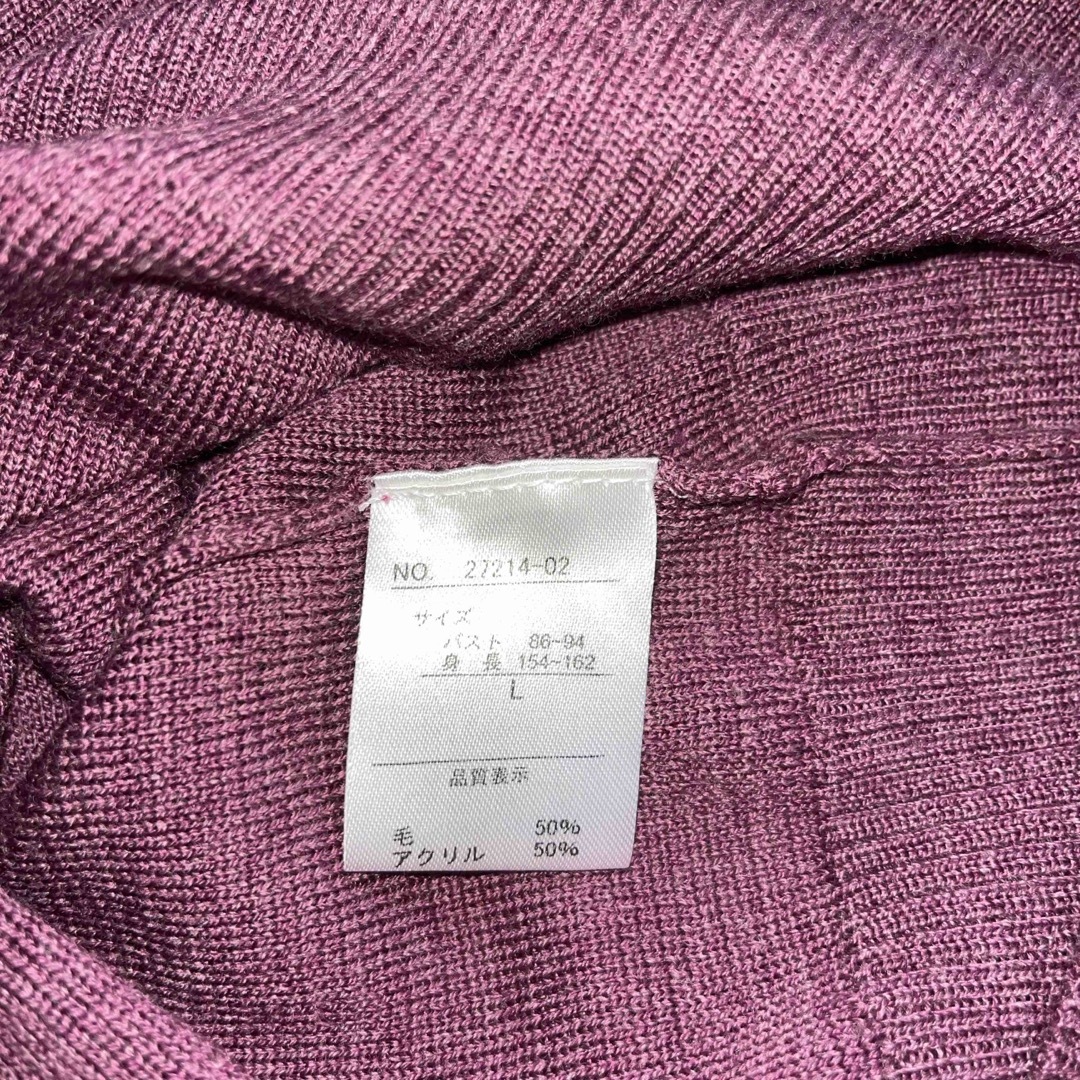 NO. 27214-02
サイズ
バスト 86-94
身長 154-162
L
品質表示
毛 50%
アクリル 50%